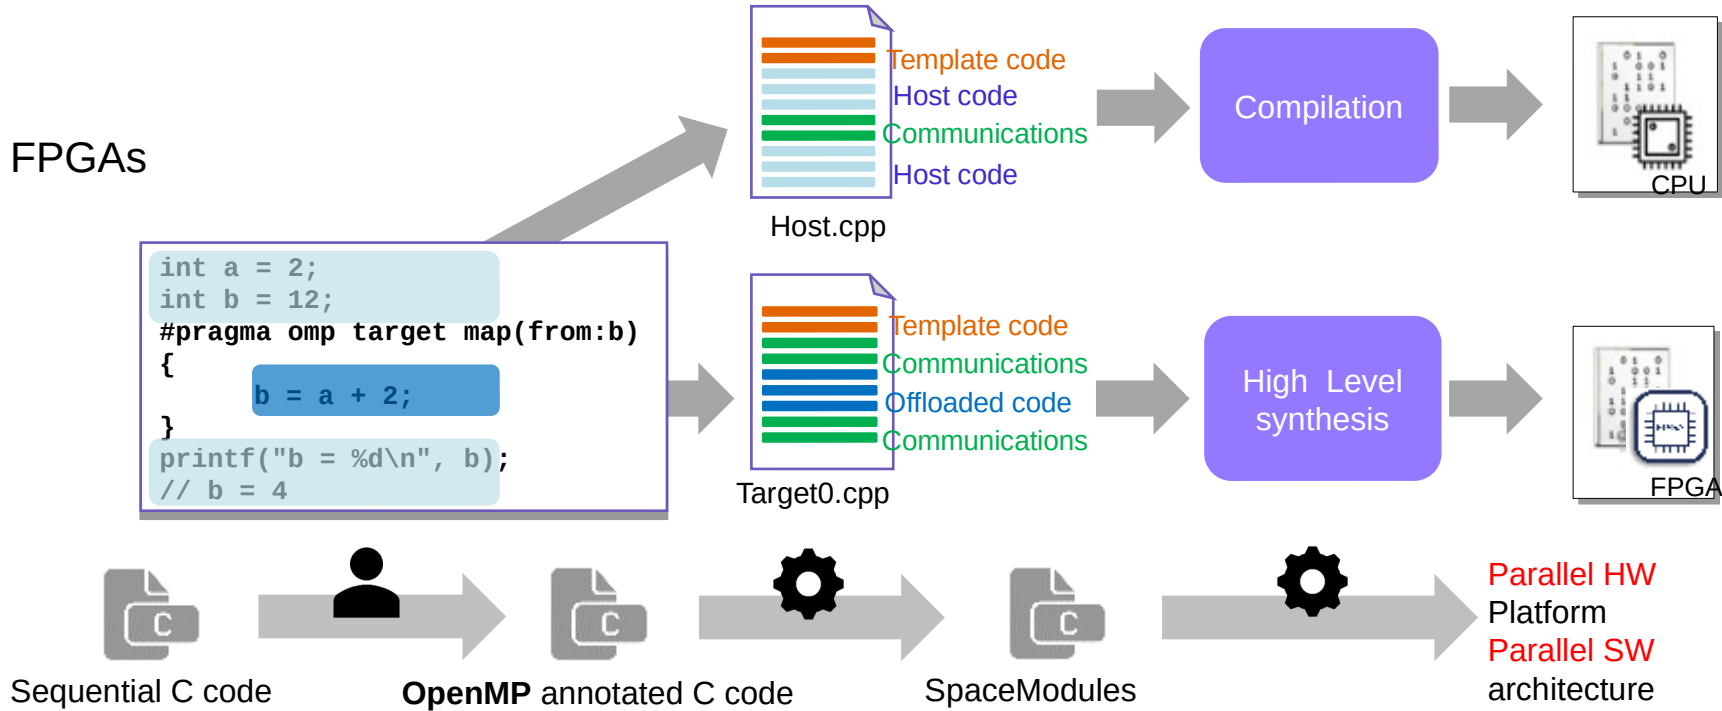 FPGAs
int a = 2;
int b = 12;
#pragma omp target map(from:b)
{
b = a + 2;
}
printf("b = %d\n", b);
// b = 4
Template code
Host code
Communications
Host code
Host.cpp
Compilation
CPU
Template code
Communications
Offloaded code
Communications
Target0.cpp
High Level
synthesis
FPGA
C
Sequential C code
C
OpenMP annotated C code
C
SpaceModules
Parallel HW
Platform
Parallel SW
architecture